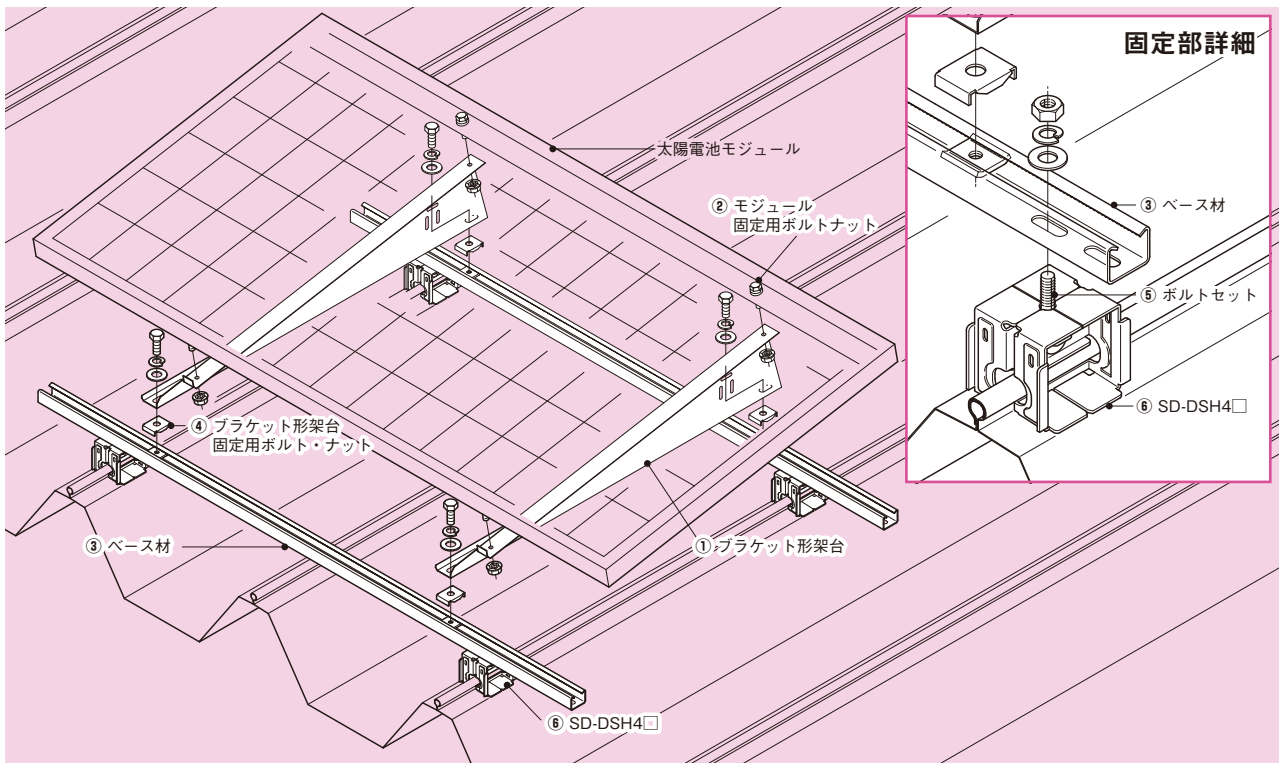 固定部詳細
太陽電池モジュール
② モジュール
固定用ボルトナット
③ ベース材
⑤ ボルトセット
⑥ SD-DSH4□
④ ブラケット形架台
固定用ボルト・ナット
③ ベース材
① ブラケット形架台
⑥ SD-DSH4□